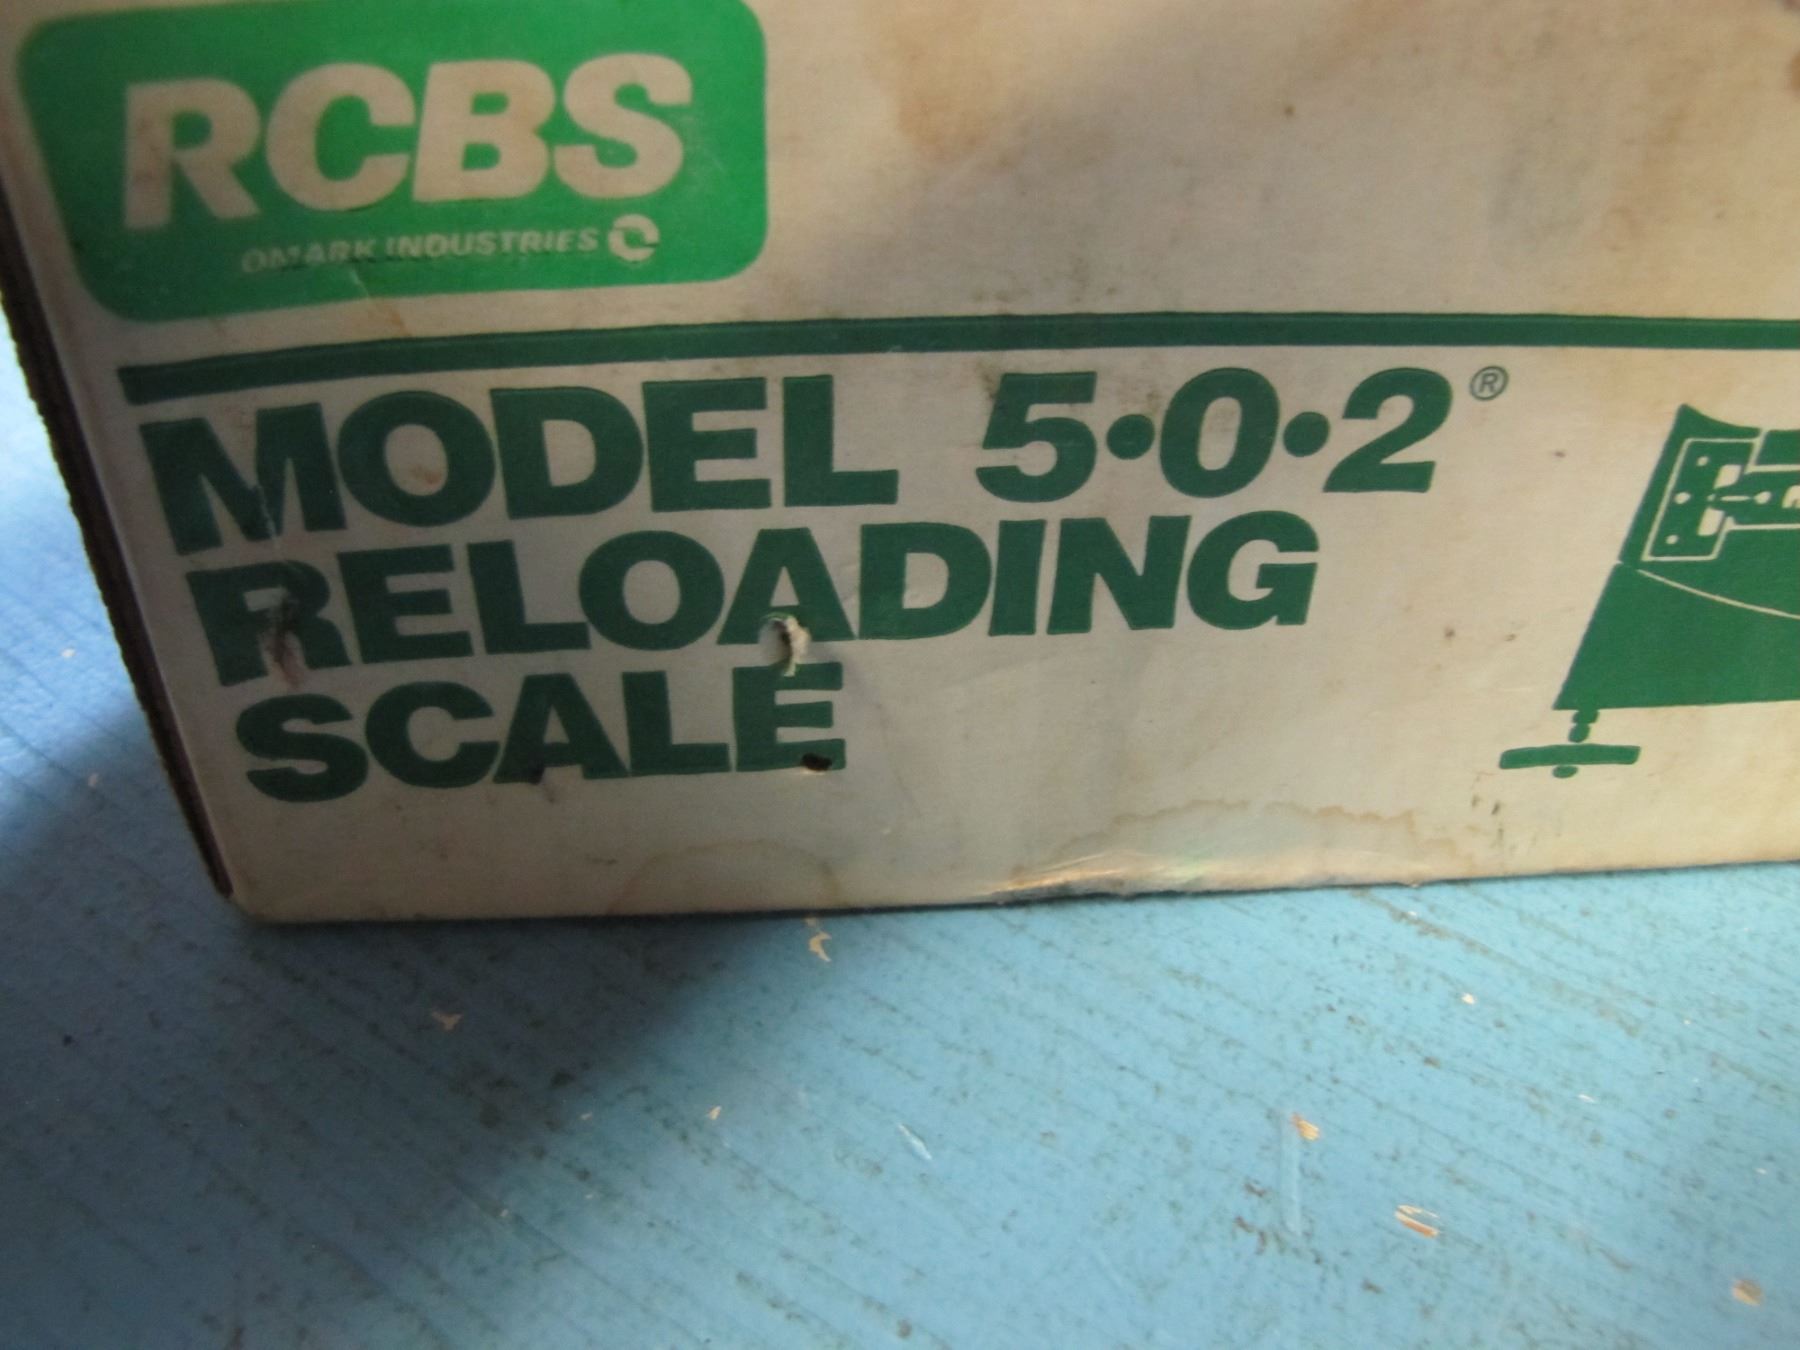 RCBS
OMARK INDUSTRIES
MODEL 5•0•2®
RELOADING
SCALE